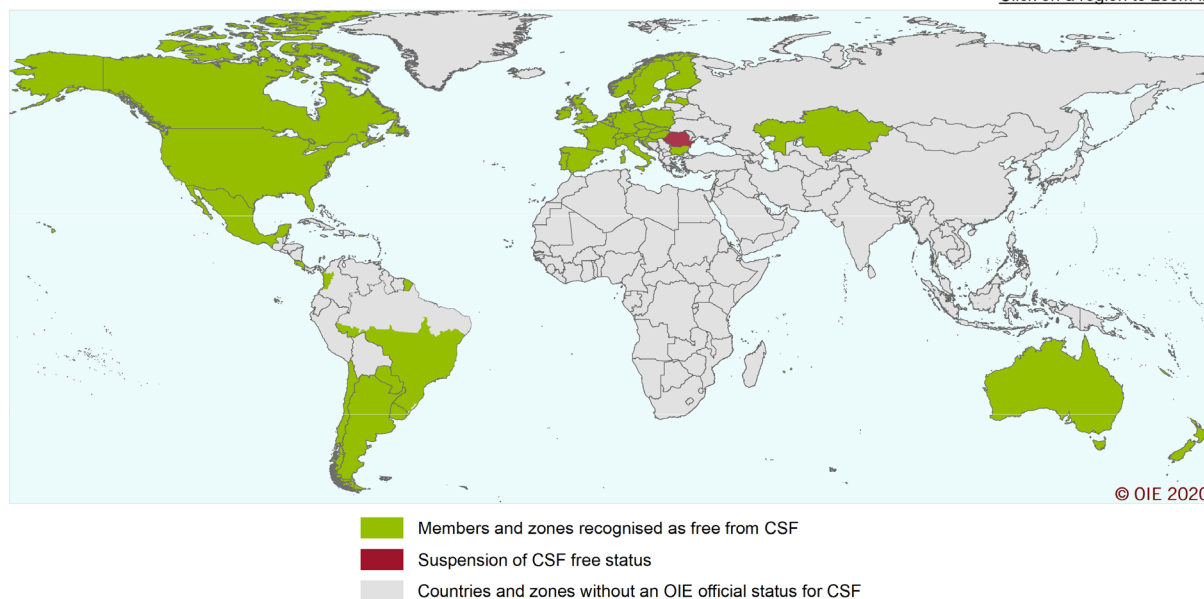 © OIE 2020
Members and zones recognised as free from CSF
Suspension of CSF free status
Countries and zones without an OIE official status for CSF